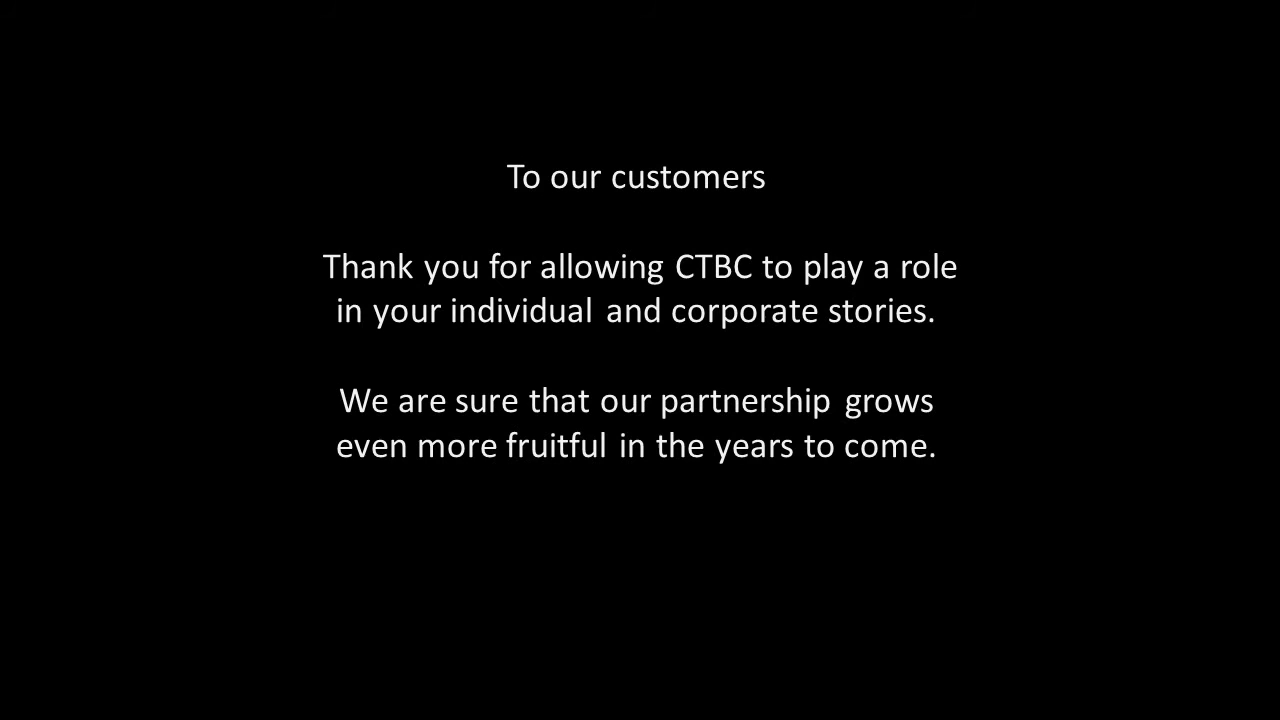 To our customers
Thank you for allowing CTBC to play a role
in your individual and corporate stories.
We are sure that our partnership grows
even more fruitful in the years to come.